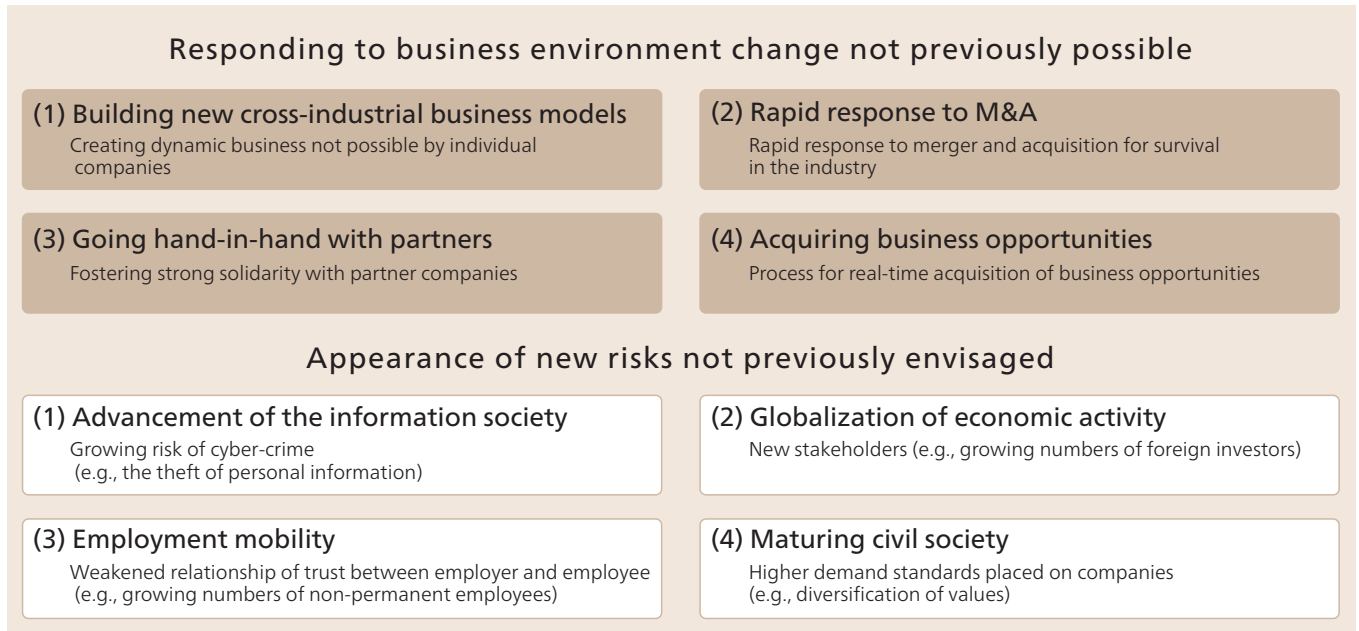 Responding to business environment change not previously possible
(1) Building new cross-industrial business models
Creating dynamic business not possible by individual
companies
(2) Rapid response to M&A
Rapid response to merger and acquisition for survival
in the industry
(3) Going hand-in-hand with partners
Fostering strong solidarity with partner companies
(4) Acquiring business opportunities
Process for real-time acquisition of business opportunities
Appearance of new risks not previously envisaged
(1) Advancement of the information society
Growing risk of cyber-crime
(e.g., the theft of personal information)
(2) Globalization of economic activity
New stakeholders (e.g., growing numbers of foreign investors)
(3) Employment mobility
Weakened relationship of trust between employer and employee
(e.g., growing numbers of non-permanent employees)
(4) Maturing civil society
Higher demand standards placed on companies
(e.g., diversification of values)